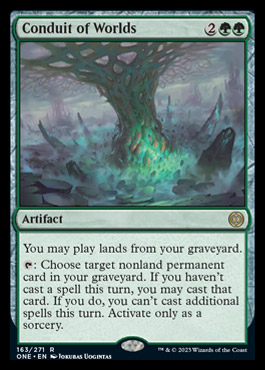 Conduit of Worlds 2
Artifact
You may play lands from your graveyard.
: Choose target nonland permanent
card in your graveyard. If you haven't
cast a spell this turn, you may cast that
card. If you do, you can't cast additional
spells this turn. Activate only as a
sorcery.
163/271 R
ONE • EN JOKUBAS UOGINTAS
™ & © 2023 Wizards of the Coast